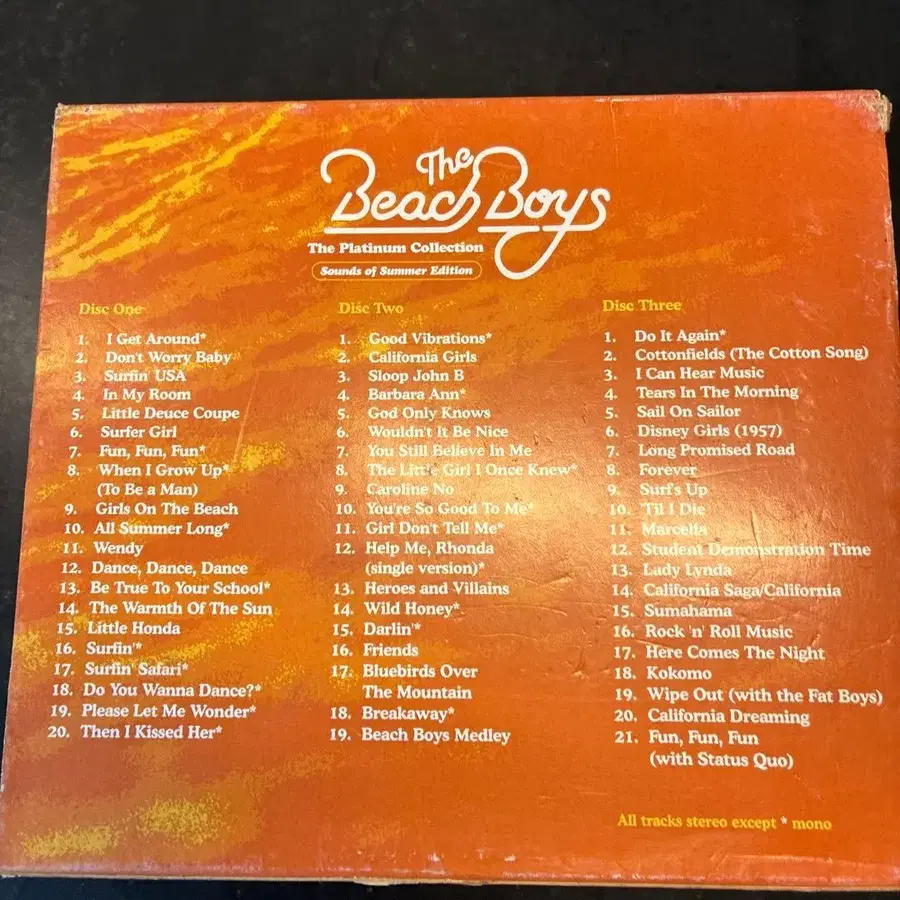 The
Beach Boys
The Platinum Collection
Sounds of Summer Edition
Disc One
1. I Get Around*
2. Don't Worry Baby
3. Surfin' USA
4. In My Room
5. Little Deuce Coupe
6. Surfer Girl
7. Fun, Fun, Fun*
8. When I Grow Up*
(To Be a Man)
9. Girls On The Beach
10. All Summer Long*
11. Wendy
12. Dance, Dance, Dance
13. Be True To Your School*
14. The Warmth Of The Sun
15. Little Honda
16. Surfin'*
17. Surfin' Safari*
18. Do You Wanna Dance?*
19. Please Let Me Wonder*
20. Then I Kissed Her*
Disc Two
1. Good Vibrations*
2. California Girls
3. Sloop John B
4. Barbara Ann*
5. God Only Knows
6. Wouldn't It Be Nice
7. You Still Believe In Me
8. The Little Girl I Once Knew*
9. Caroline No
10. You're So Good To Me*
11. Girl Don't Tell Me*
12. Help Me, Rhonda
(single version)*
13. Heroes and Villains
14. Wild Honey*
15. Darlin'*
16. Friends
17. Bluebirds Over
The Mountain
18. Breakaway*
19. Beach Boys Medley
Disc Three
1. Do It Again*
2. Cottonfields (The Cotton Song)
3. I Can Hear Music
4. Tears In The Morning
5. Sail On Sailor
6. Disney Girls (1957)
7. Long Promised Road
8. Forever
9. Surf's Up
10. 'Til I Die
11. Marcella
12. Student Demonstration Time
13. Lady Lynda
14. California Saga/California
15. Sumahama
16. Rock 'n' Roll Music
17. Here Comes The Night
18. Kokomo
19. Wipe Out (with the Fat Boys)
20. California Dreaming
21. Fun, Fun, Fun
(with Status Quo)
All tracks stereo except * mono